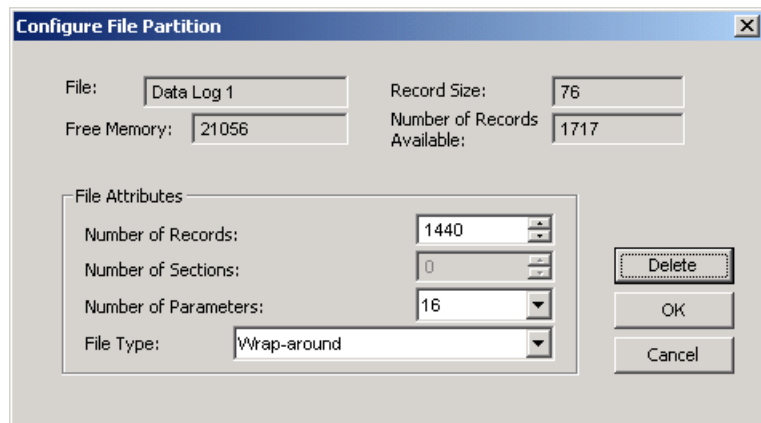 Configure File Partition
File: Data Log 1
Record Size: 76
Free Memory: 21056
Number of Records
Available: 1717
File Attributes
Number of Records: 1440
Number of Sections: 0
Number of Parameters: 16
File Type: Wrap-around
Delete
OK
Cancel